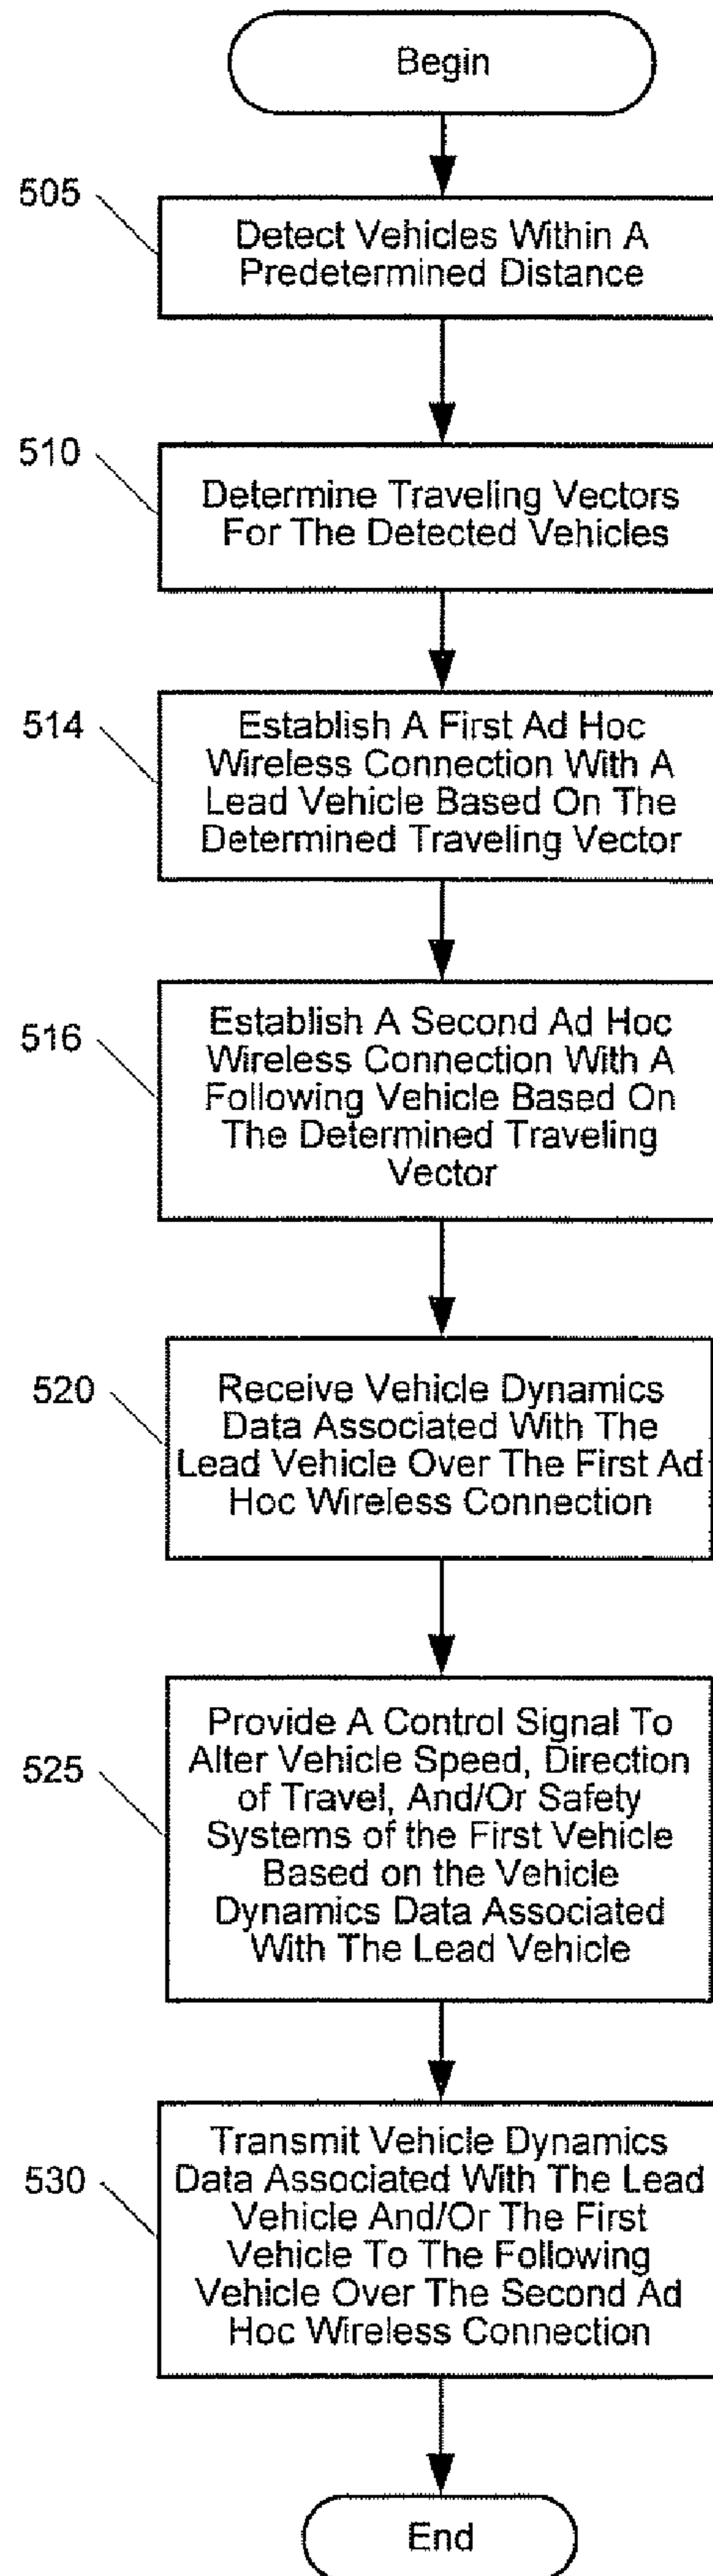 Begin
505
Detect Vehicles Within A
Predetermined Distance
510
Determine Traveling Vectors
For The Detected Vehicles
514
Establish A First Ad Hoc
Wireless Connection With A
Lead Vehicle Based On The
Determined Traveling Vector
516
Establish A Second Ad Hoc
Wireless Connection With A
Following Vehicle Based On
The Determined Traveling
Vector
520
Receive Vehicle Dynamics
Data Associated With The
Lead Vehicle Over The First Ad
Hoc Wireless Connection
525
Provide A Control Signal To
Alter Vehicle Speed, Direction
of Travel, And/Or Safety
Systems of the First Vehicle
Based on the Vehicle
Dynamics Data Associated
With The Lead Vehicle
530
Transmit Vehicle Dynamics
Data Associated With The Lead
Vehicle And/Or The First
Vehicle To The Following
Vehicle Over The Second Ad
Hoc Wireless Connection
End